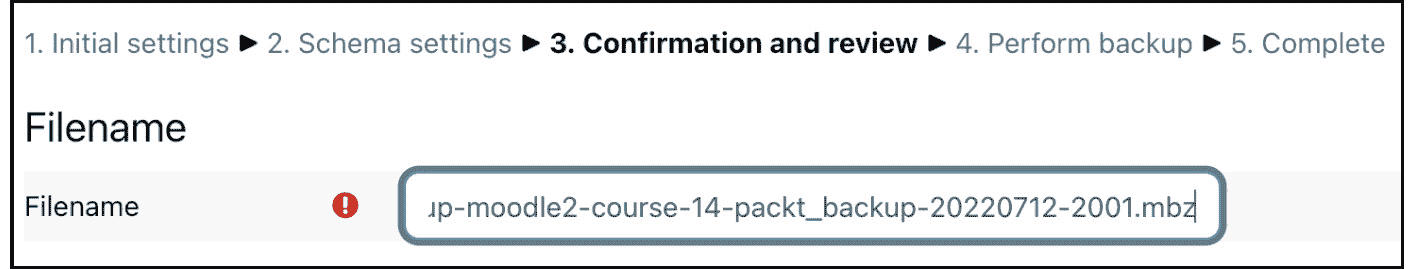 1. Initial settings ► 2. Schema settings ► 3. Confirmation and review ► 4. Perform backup ► 5. Complete
Filename
Filename up-moodle2-course-14-packt_backup-20220712-2001.mbz